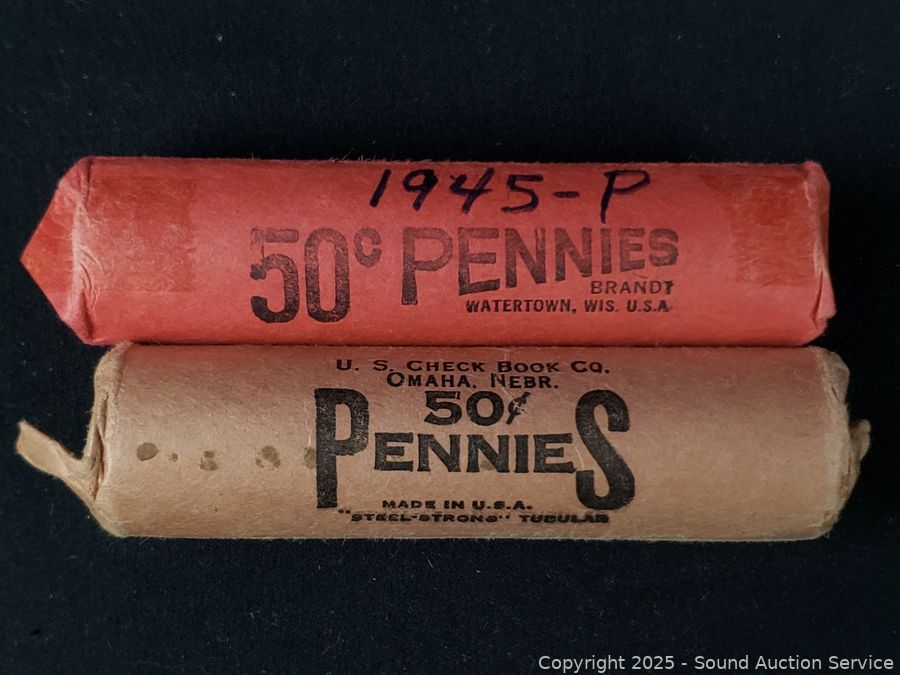 1945-P
50¢ PENNIES
BRANDT
WATERTOWN, WIS. U.S.A.
U. S. CHECK BOOK CO.
OMAHA, NEBR.
50¢
PENNIES
MADE IN U.S.A.
"STEEL-STRONG" TUBULAR
Copyright 2025 - Sound Auction Service